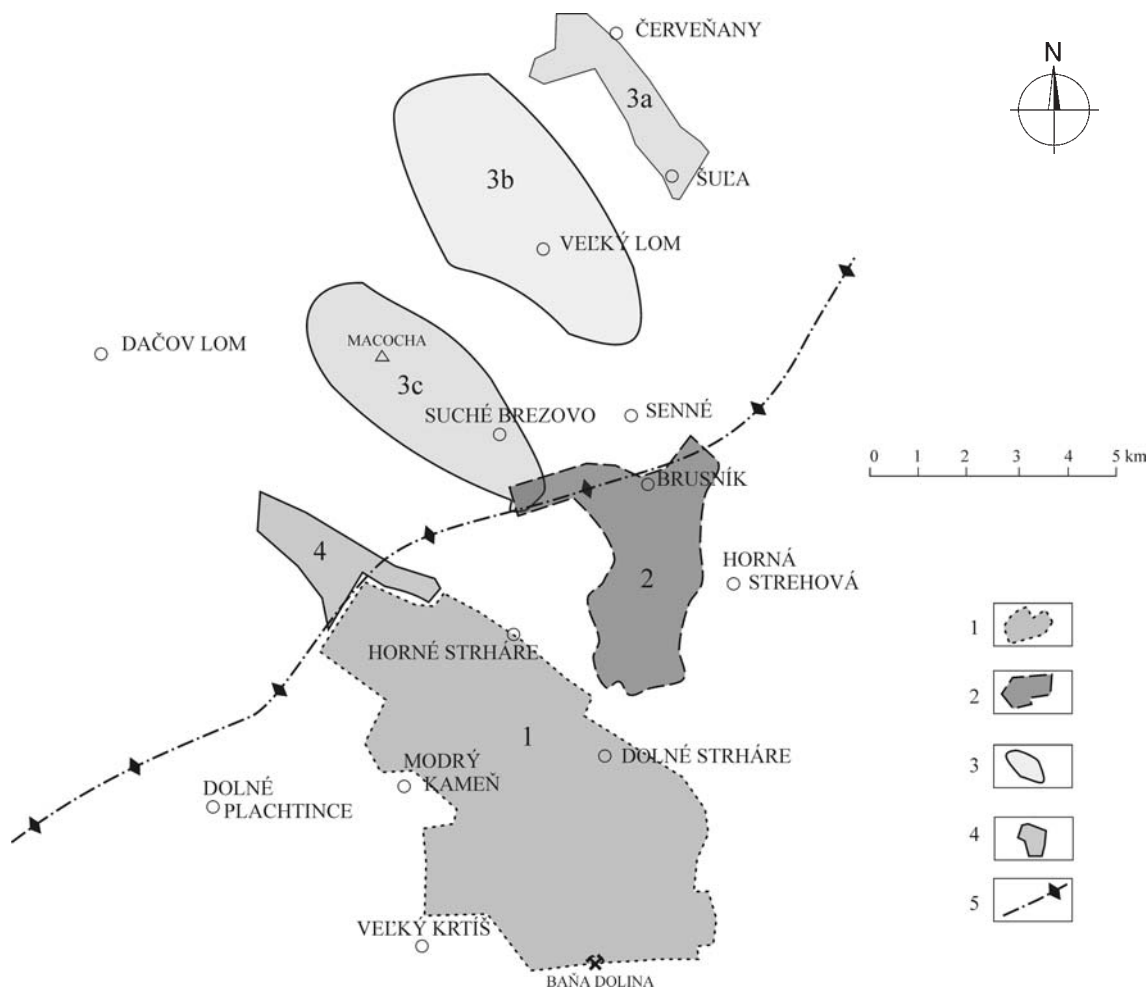 ČERVEŇANY
N
3a
3b
ŠUĽA
VEĽKÝ LOM
DAČOV LOM
MACOCHA
3c
SUCHÉ BREZOVO
SENNÉ
0 1 2 3 4 5 km
BRUSNÍK
4
2
HORNÁ
STREHOVÁ
1
HORNÉ STRHÁRE
2
1
DOLNÉ STRHÁRE
MODRÝ
KAMEŇ
3
DOLNÉ
PLACHTINCE
4
5
VEĽKÝ KRTÍŠ
BAŇA DOLINA